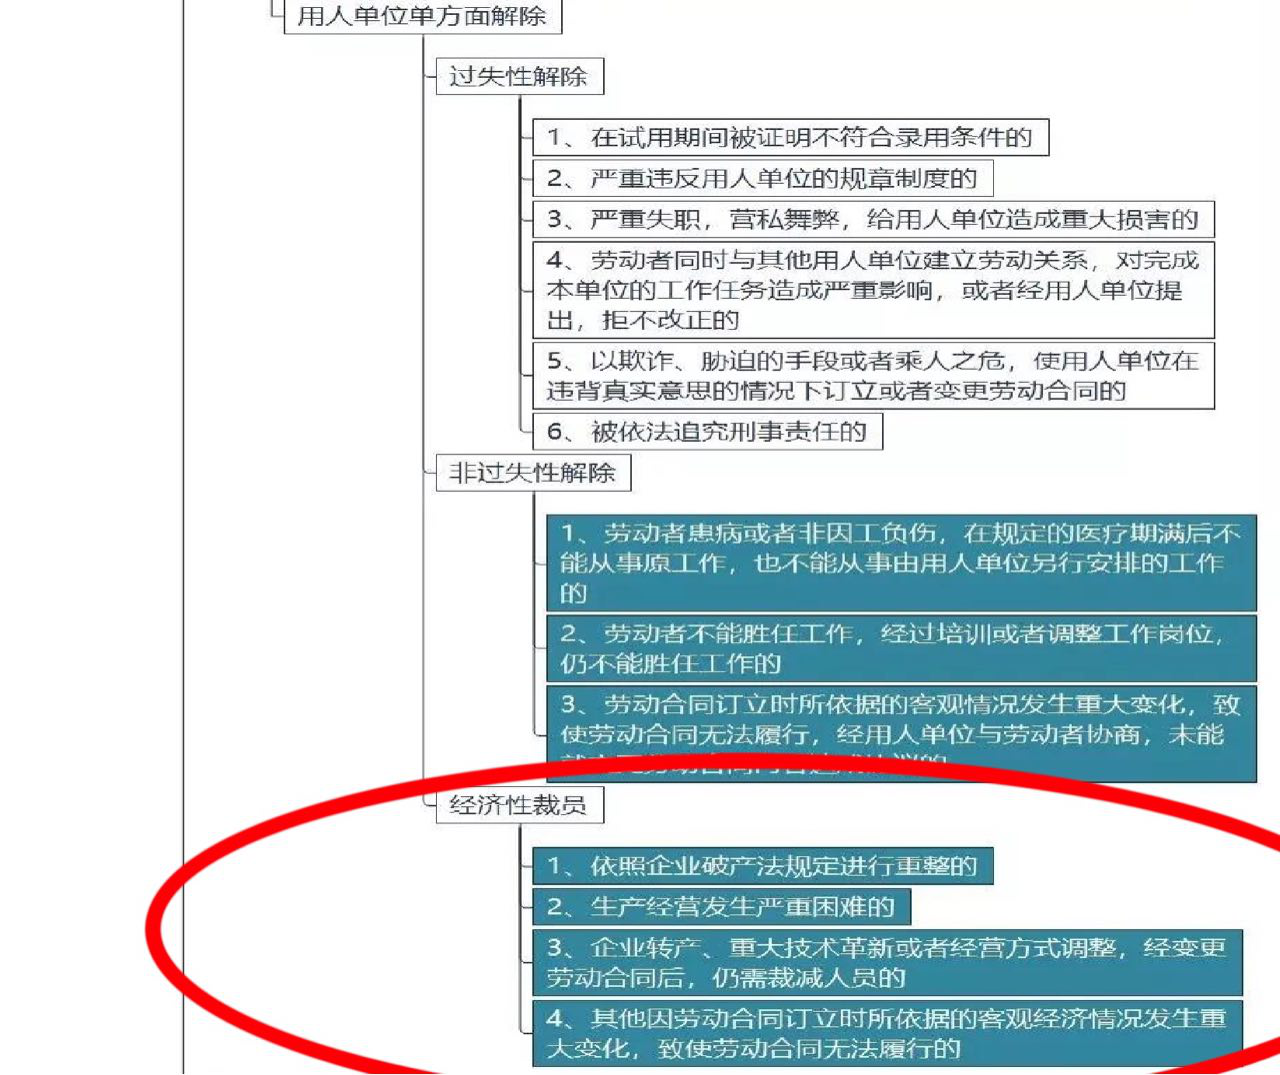 用人单位单方面解除
过失性解除
1、在试用期间被证明不符合录用条件的
2、严重违反用人单位的规章制度的
3、严重失职，营私舞弊，给用人单位造成重大损害的
4、劳动者同时与其他用人单位建立劳动关系，对完成
本单位的工作任务造成严重影响，或者经用人单位提
出，拒不改正的
5、以欺诈、胁迫的手段或者乘人之危，使用人单位在
违背真实意思的情况下订立或者变更劳动合同的
6、被依法追究刑事责任的
非过失性解除
1、劳动者患病或者非因工负伤，在规定的医疗期满后不
能从事原工作，也不能从事由用人单位另行安排的工作
的
2、劳动者不能胜任工作，经过培训或者调整工作岗位，
仍不能胜任工作的
3、劳动合同订立时所依据的客观情况发生重大变化，致
使劳动合同无法履行，经用人单位与劳动者协商，未能
经济性裁员
1、依照企业破产法规定进行重整的
2、生产经营发生严重困难的
3、企业转产、重大技术革新或者经营方式调整，经变更
劳动合同后，仍需裁减人员的
4、其他因劳动合同订立时所依据的客观经济情况发生重
大变化，致使劳动合同无法履行的